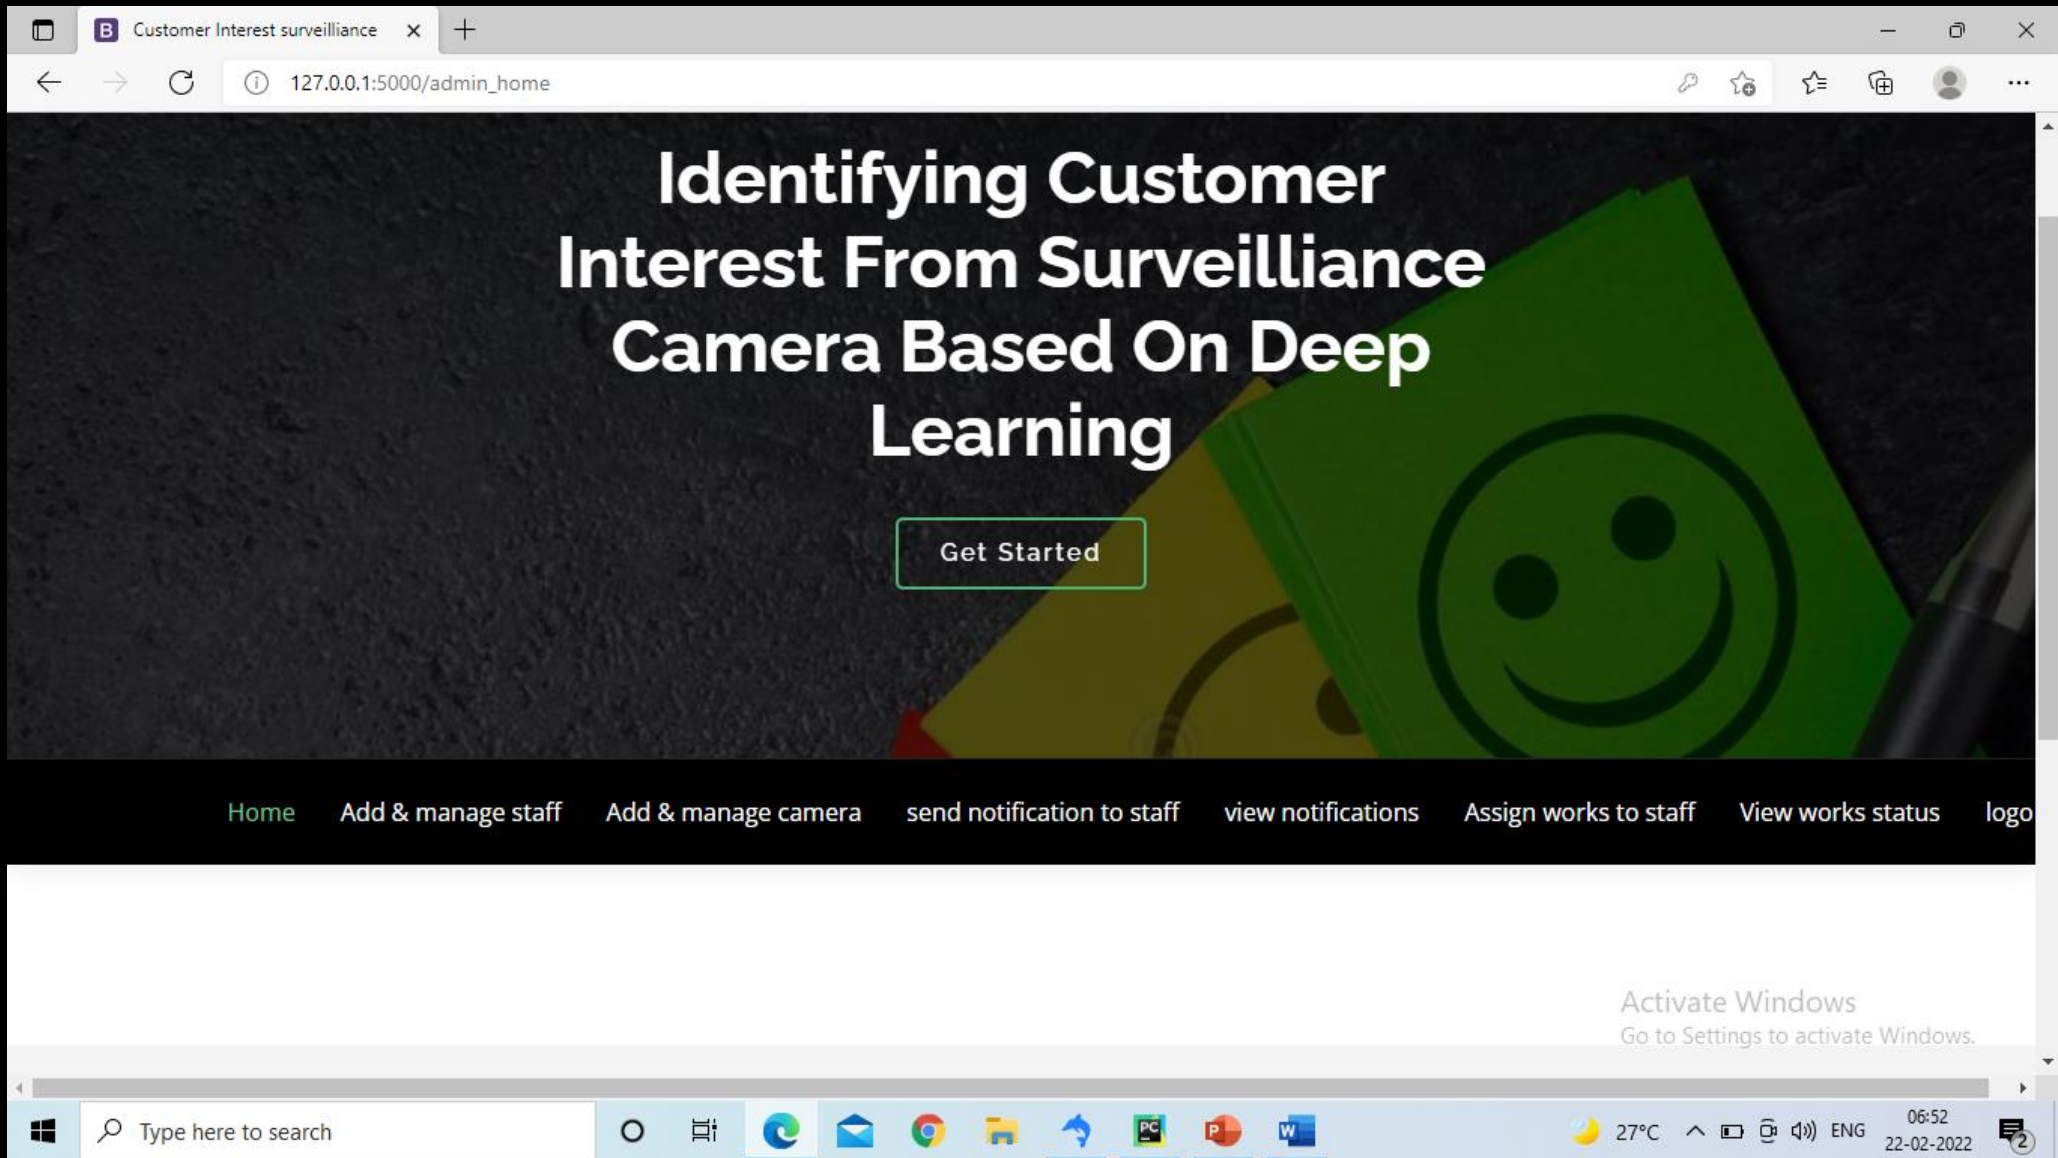 B Customer Interest surveilliance
127.0.0.1:5000/admin_home
Identifying Customer
Interest From Surveilliance
Camera Based On Deep
Learning
Get Started
Home Add & manage staff Add & manage camera send notification to staff view notifications Assign works to staff View works status logo
Activate Windows
Go to Settings to activate Windows.
Type here to search
PC
P
W
27°C
ENG
06:52
22-02-2022
2